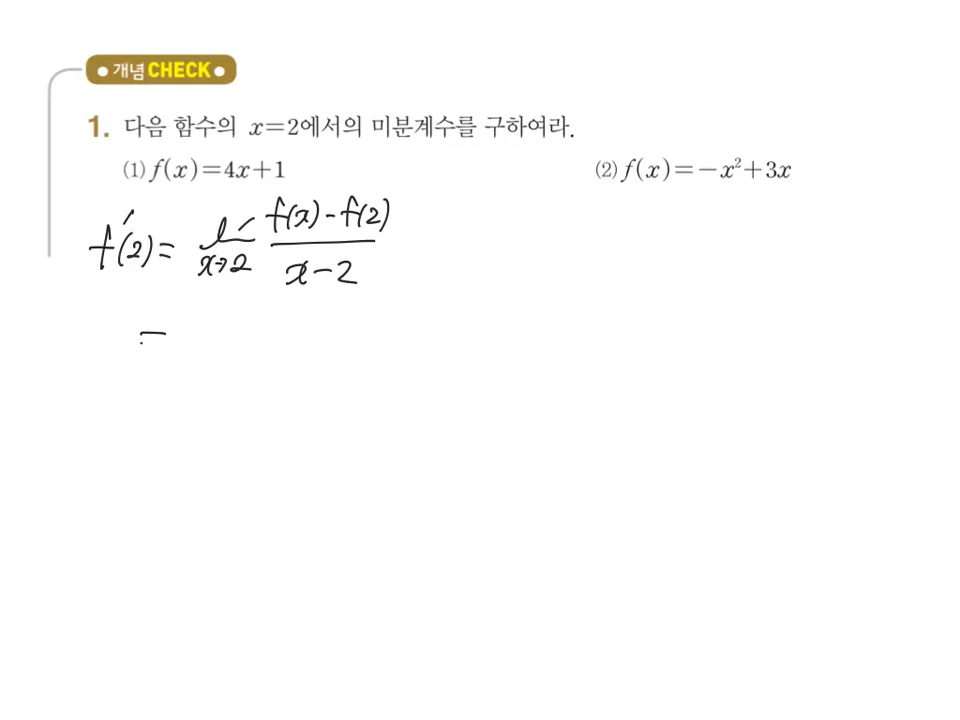 개념 CHECK
1. 다음 함수의 x=2에서의 미분계수를 구하여라.
(1) f(x)=4x+1 (2) f(x)=-x²+3x
f'(2) = lim x→2 (f(x)-f(2))/(x-2)
=